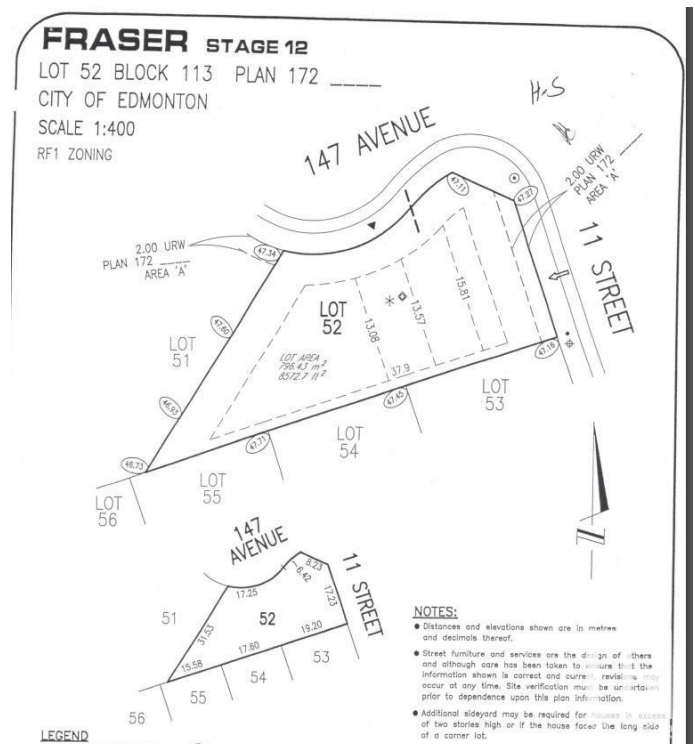 FRASER STAGE 12
LOT 52 BLOCK 113 PLAN 172 ____
CITY OF EDMONTON
SCALE 1:400
RF1 ZONING
H-S
147 AVENUE
2.00 URW
PLAN 172 ____
AREA 'A'
47.11
47.27
2.00 URW
PLAN 172 ____
AREA 'A'
47.34
11 STREET
LOT
52
13.08
13.57
15.81
47.60
LOT
51
LOT AREA
796.43 m²
8572.7 ft²
37.9
47.16
46.93
47.45
LOT
53
47.71
LOT
54
46.73
LOT
55
LOT
56
147
AVENUE
11 STREET
8.23
6.42
17.25
17.23
51
52
31.53
19.20
17.60
15.58
53
54
55
56
NOTES:
● Distances and elevations shown are in metres
and decimals thereof.
● Street furniture and services are the design of others
and although care has been taken to ensure that the
information shown is correct and current, revisions may
occur at any time. Site verification must be undertaken
prior to dependence upon this plan information.
● Additional sideyard may be required for houses in excess
of two stories high or if the house faces the long side
of a corner lot.
LEGEND